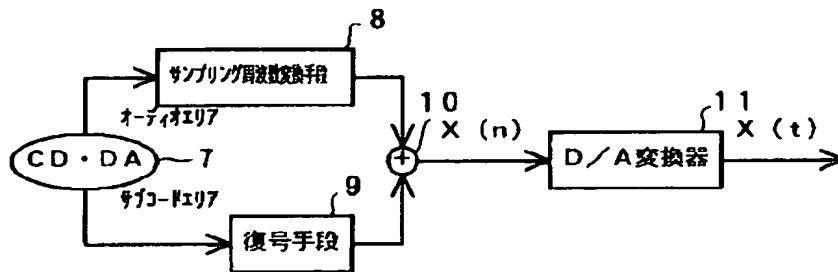 8
サンプリング周波数変換手段
オーディオエリア
CD・DA
7
サブコードエリア
9
復号手段
10
X (n)
+
11
X (t)
D/A変換器